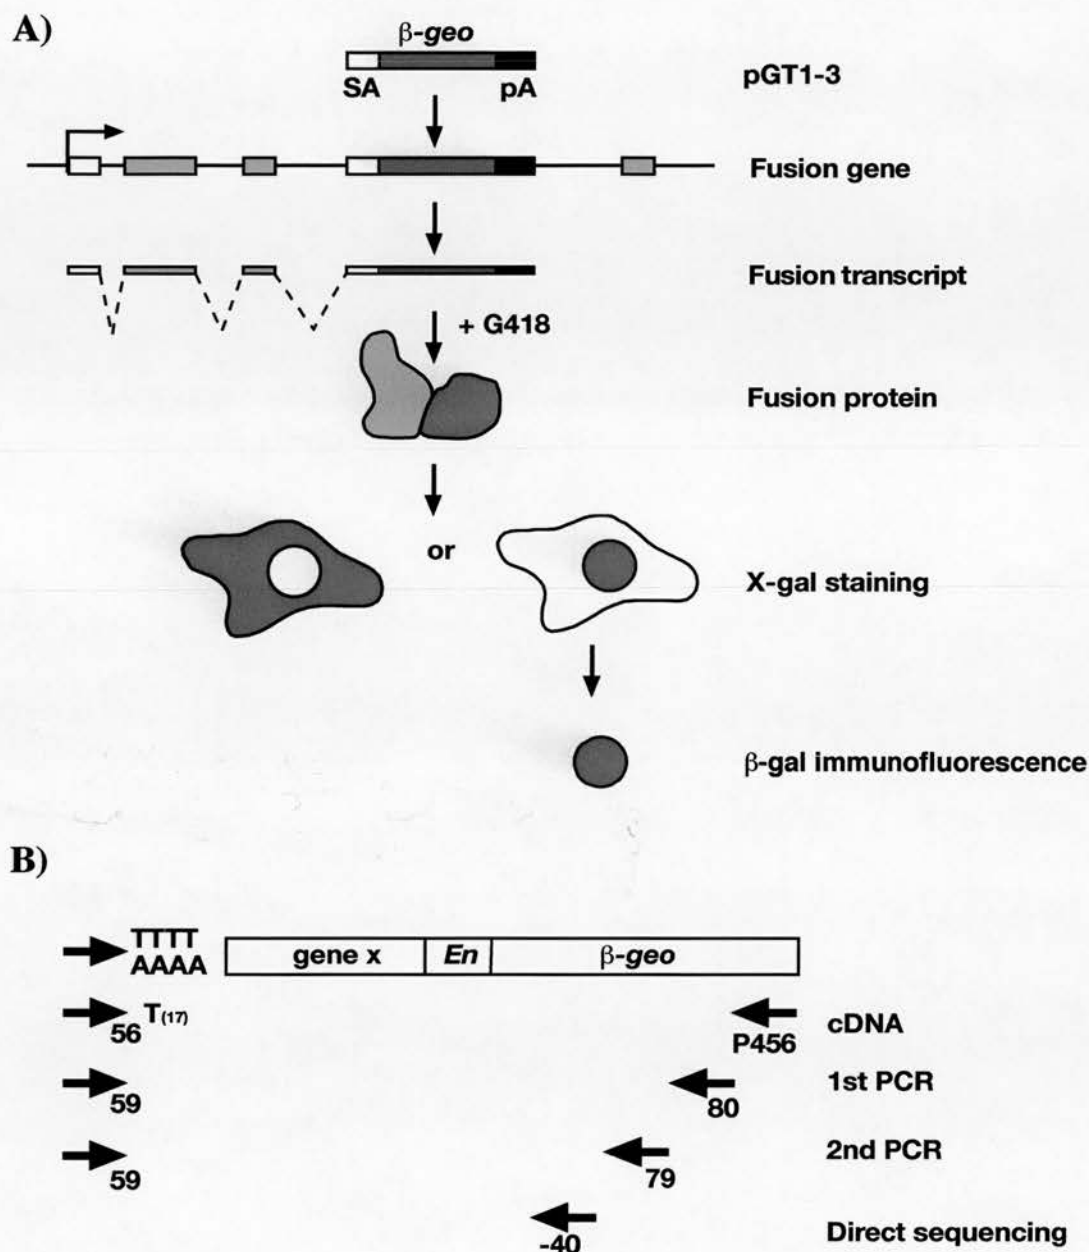 A)
β-geo
SA pA pGT1-3
Fusion gene
Fusion transcript
+ G418
Fusion protein
or
X-gal staining
β-gal immunofluorescence
B)
TTTT
AAAA gene x En β-geo
56 T(17) P456 cDNA
59 80 1st PCR
59 79 2nd PCR
-40 Direct sequencing